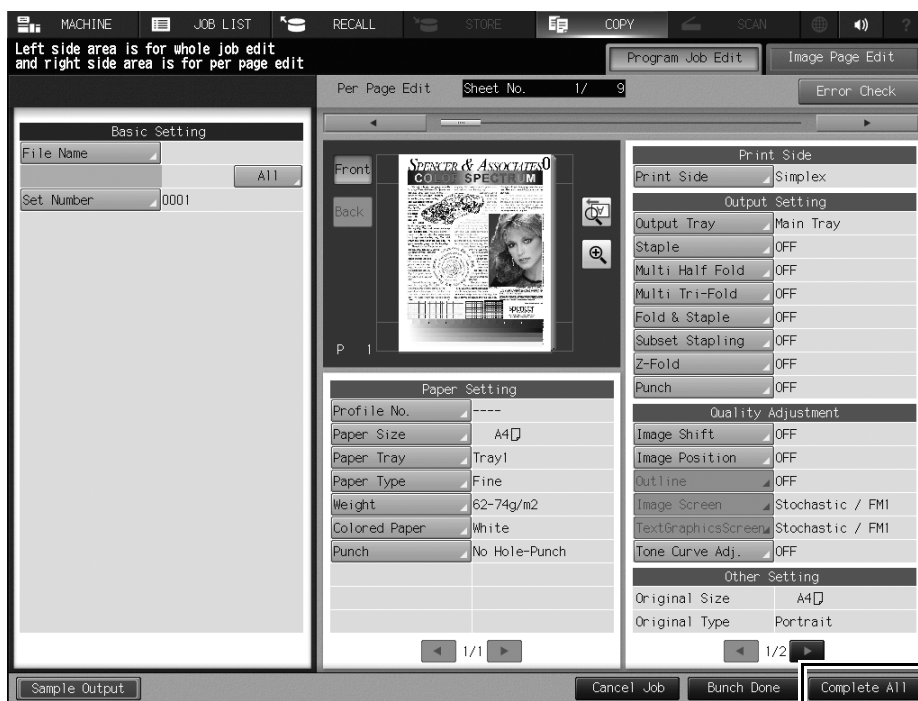 MACHINE JOB LIST RECALL STORE COPY SCAN ?
Left side area is for whole job edit
and right side area is for per page edit
Program Job Edit Image Page Edit
Per Page Edit Sheet No. 1/ 9 Error Check
Basic Setting
File Name
All
Set Number 0001
Front
Back
P 1
SPENCER & ASSOCIATES
COLOR SPECTRUM
SPENCER
Paper Setting
Profile No. ----
Paper Size A4
Paper Tray Tray1
Paper Type Fine
Weight 62-74g/m2
Colored Paper White
Punch No Hole-Punch
1/1
Print Side
Print Side Simplex
Output Setting
Output Tray Main Tray
Staple OFF
Multi Half Fold OFF
Multi Tri-Fold OFF
Fold & Staple OFF
Subset Stapling OFF
Z-Fold OFF
Punch OFF
Quality Adjustment
Image Shift OFF
Image Position OFF
Outline OFF
Image Screen Stochastic / FM1
TextGraphicsScreen Stochastic / FM1
Tone Curve Adj. OFF
Other Setting
Original Size A4
Original Type Portrait
1/2
Sample Output Cancel Job Bunch Done Complete All